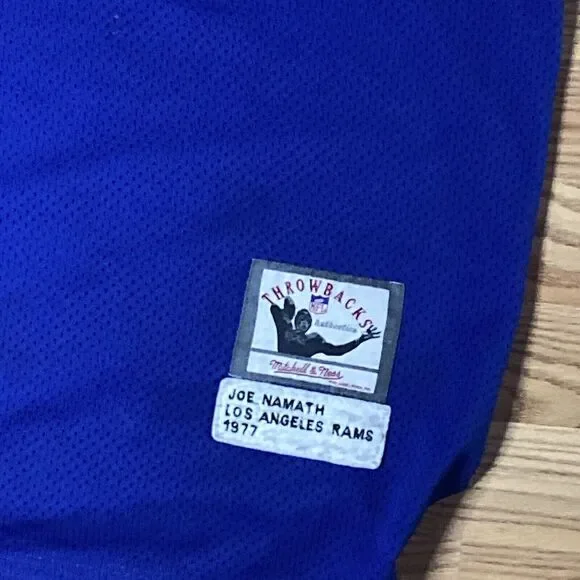 THROWBACKS
NFL
Authentics
Mitchell & Ness
JOE NAMATH
LOS ANGELES RAMS
1977